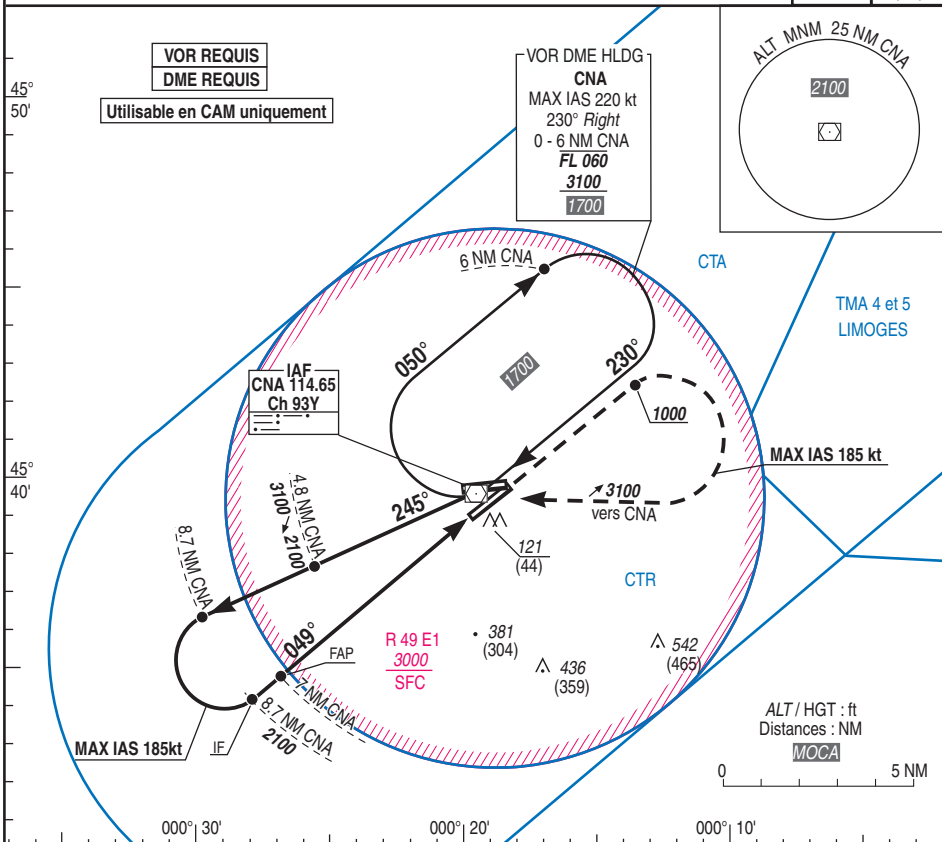 VOR REQUIS
DME REQUIS
Utilisable en CAM uniquement
VOR DME HLDG
CNA
MAX IAS 220 kt
230° Right
0 - 6 NM CNA
FL 060
3100
1700
ALT MNM 25 NM CNA
2100
45°
50'
6 NM CNA
CTA
TMA 4 et 5
LIMOGES
050°
1700
230°
IAF
CNA 114.65
Ch 93Y
1000
MAX IAS 185 kt
45°
40'
3100
vers CNA
245°
4.8 NM CNA
3100
2100
121
(44)
CTR
8.7 NM CNA
049°
FAP
R 49 E1
3000
SFC
381
(304)
436
(359)
542
(465)
7 NM CNA
8.7 NM CNA
2100
IF
MAX IAS 185kt
ALT / HGT : ft
Distances : NM
MOCA
0
5 NM
000° 30'
000° 20'
000° 10'